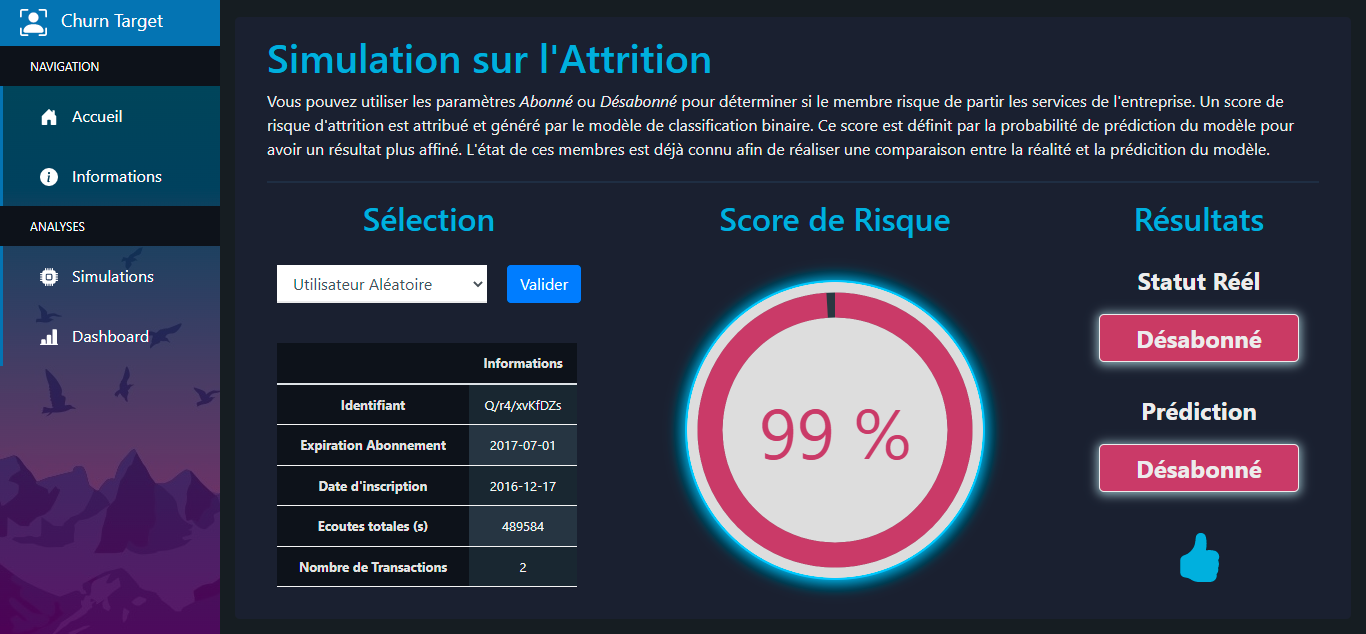 Churn Target
NAVIGATION
Accueil
Informations
ANALYSES
Simulations
Dashboard
Simulation sur l'Attrition
Vous pouvez utiliser les paramètres Abonné ou Désabonné pour déterminer si le membre risque de partir les services de l'entreprise. Un score de
risque d'attrition est attribué et généré par le modèle de classification binaire. Ce score est définit par la probabilité de prédiction du modèle pour
avoir un résultat plus affiné. L'état de ces membres est déjà connu afin de réaliser une comparaison entre la réalité et la prédicition du modèle.
Sélection
Utilisateur Aléatoire
Valider
Informations
Identifiant Q/r4/xvKfDZs
Expiration Abonnement 2017-07-01
Date d'inscription 2016-12-17
Ecoutes totales (s) 489584
Nombre de Transactions 2
Score de Risque
99 %
Résultats
Statut Réél
Désabonné
Prédiction
Désabonné